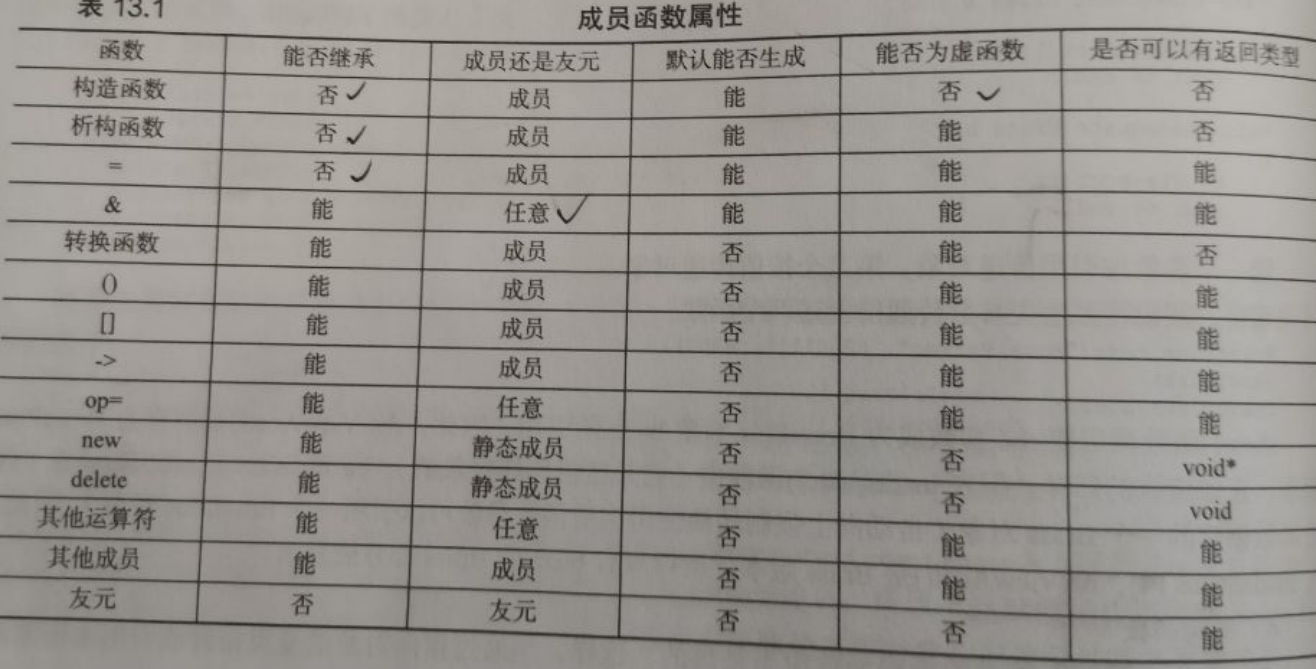 表 13.1
成员函数属性
函数 能否继承 成员还是友元 默认能否生成 能否为虚函数 是否可以有返回类型
构造函数 否 成员 能 否 否
析构函数 否 成员 能 能 否
= 否 成员 能 能 能
& 能 任意 能 能 能
转换函数 能 成员 否 能 否
() 能 成员 否 能 能
[] 能 成员 否 能 能
-> 能 成员 否 能 能
op= 能 任意 否 能 能
new 能 静态成员 否 否 void*
delete 能 静态成员 否 否 void
其他运算符 能 任意 否 能 能
其他成员 能 成员 否 能 能
友元 否 友元 否 否 能